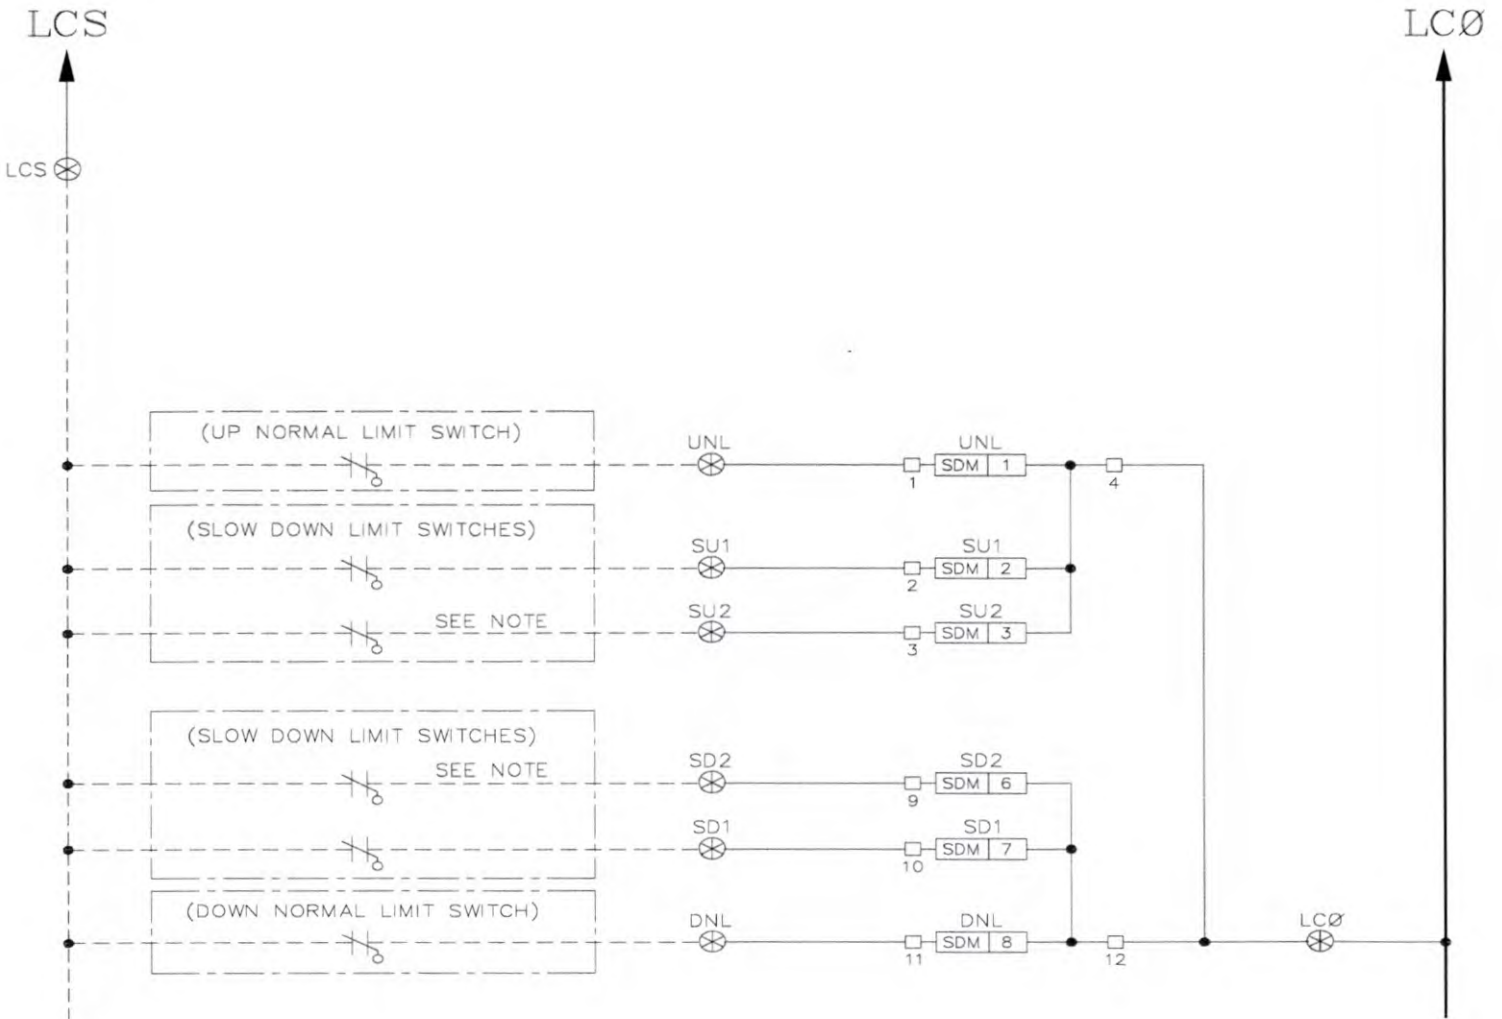 LCS
LCØ
LCS
(UP NORMAL LIMIT SWITCH)
UNL
UNL
1
SDM 1
4
(SLOW DOWN LIMIT SWITCHES)
SU1
SU1
2
SDM 2
SEE NOTE
SU2
SU2
3
SDM 3
(SLOW DOWN LIMIT SWITCHES)
SEE NOTE
SD2
SD2
9
SDM 6
SD1
SD1
10
SDM 7
(DOWN NORMAL LIMIT SWITCH)
DNL
DNL
LCØ
11
SDM 8
12